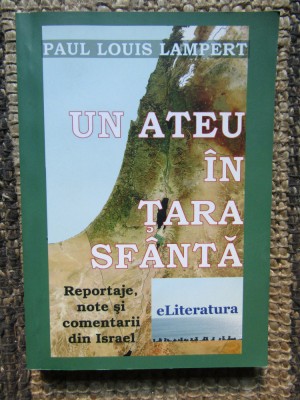 PAUL LOUIS LAMPERT
UN ATEU
ÎN
ȚARA
SFÂNTĂ
Reportaje,
note și
comentarii
din Israel
eLiteratura